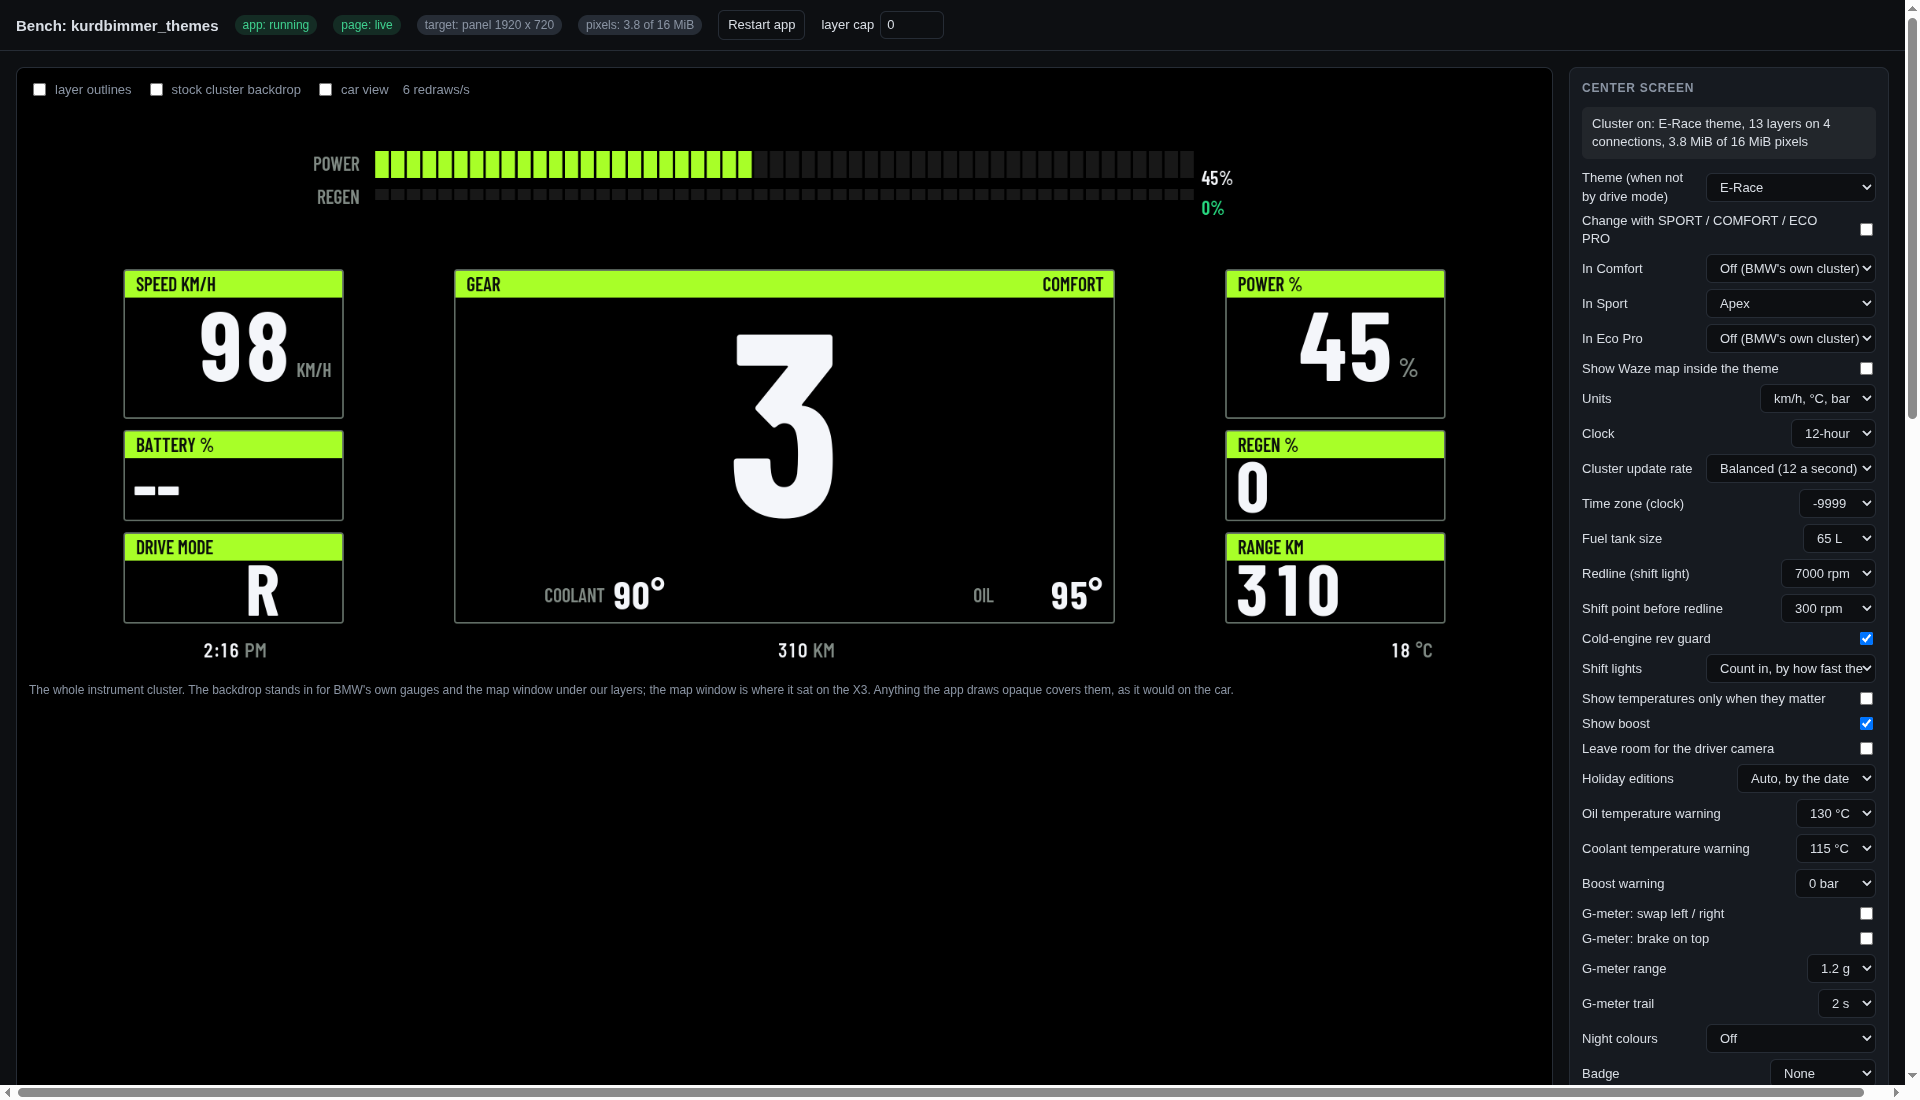 Bench: kurdbimmer_themes
app: running
page: live
target: panel 1920 x 720
pixels: 3.8 of 16 MiB
Restart app
layer cap
0
layer outlines
stock cluster backdrop
car view
6 redraws/s
POWER
45%
REGEN
0%
SPEED KM/H
98 KM/H
BATTERY %
--
DRIVE MODE
R
GEAR
COMFORT
3
COOLANT 90°
OIL
95°
POWER %
45 %
REGEN %
0
RANGE KM
310
2:16 PM
310 KM
18 °C
The whole instrument cluster. The backdrop stands in for BMW's own gauges and the map window under our layers; the map window is where it sat on the X3. Anything the app draws opaque covers them, as it would on the car.
CENTER SCREEN
Cluster on: E-Race theme, 13 layers on 4
connections, 3.8 MiB of 16 MiB pixels
Theme (when not
by drive mode)
E-Race
Change with SPORT / COMFORT / ECO
PRO
In Comfort
Off (BMW's own cluster)
In Sport
Apex
In Eco Pro
Off (BMW's own cluster)
Show Waze map inside the theme
Units
km/h, °C, bar
Clock
12-hour
Cluster update rate
Balanced (12 a second)
Time zone (clock)
-9999
Fuel tank size
65 L
Redline (shift light)
7000 rpm
Shift point before redline
300 rpm
Cold-engine rev guard
Shift lights
Count in, by how fast the
Show temperatures only when they matter
Show boost
Leave room for the driver camera
Holiday editions
Auto, by the date
Oil temperature warning
130 °C
Coolant temperature warning
115 °C
Boost warning
0 bar
G-meter: swap left / right
G-meter: brake on top
G-meter range
1.2 g
G-meter trail
2 s
Night colours
Off
Badge
None